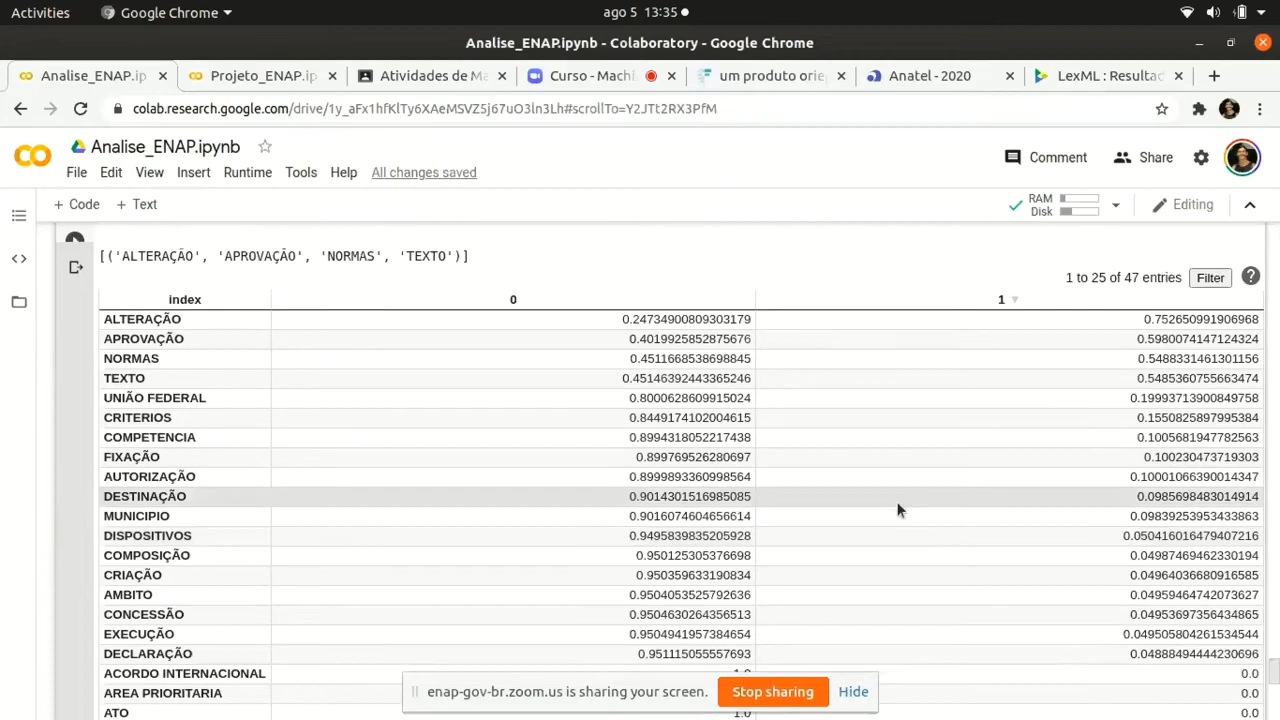 Activities Google Chrome ago 5 13:35
Analise_ENAP.ipynb - Colaboratory - Google Chrome
Analise_ENAP.ip Projeto_ENAP.i Atividades de M Curso - Machi um produto orie Anatel - 2020 LexML : Resultac
colab.research.google.com/drive/1y_aFx1hfKlTy6XAeMSVZ5j67uO3ln3Lh#scrollTo=Y2JTt2RX3PfM
Analise_ENAP.ipynb
Comment Share
File Edit View Insert Runtime Tools Help All changes saved
+ Code + Text RAM Disk Editing
[('ALTERAÇÃO', 'APROVAÇÃO', 'NORMAS', 'TEXTO')]
1 to 25 of 47 entries Filter
index 0 1
ALTERAÇÃO 0.24734900809303179 0.752650991906968
APROVAÇÃO 0.4019925852875676 0.5980074147124324
NORMAS 0.4511668538698845 0.5488331461301156
TEXTO 0.45146392443365246 0.5485360755663474
UNIÃO FEDERAL 0.8000628609915024 0.19993713900849758
CRITERIOS 0.8449174102004615 0.1550825897995384
COMPETENCIA 0.8994318052217438 0.1005681947782563
FIXAÇÃO 0.899769526280697 0.100230473719303
AUTORIZAÇÃO 0.8999893360998564 0.10001066390014347
DESTINAÇÃO 0.9014301516985085 0.0985698483014914
MUNICIPIO 0.9016074604656614 0.09839253953433863
DISPOSITIVOS 0.9495839835205928 0.050416016479407216
COMPOSIÇÃO 0.950125305376698 0.04987469462330194
CRIAÇÃO 0.950359633190834 0.04964036680916585
AMBITO 0.9504053525792636 0.04959464742073627
CONCESSÃO 0.9504630264356513 0.04953697356434865
EXECUÇÃO 0.9504941957384654 0.049505804261534544
DECLARAÇÃO 0.951115055557693 0.04888494444230696
ACORDO INTERNACIONAL 0.0
AREA PRIORITARIA 0.0
ATO 1.0 0.0
enap-gov-br.zoom.us is sharing your screen. Stop sharing Hide